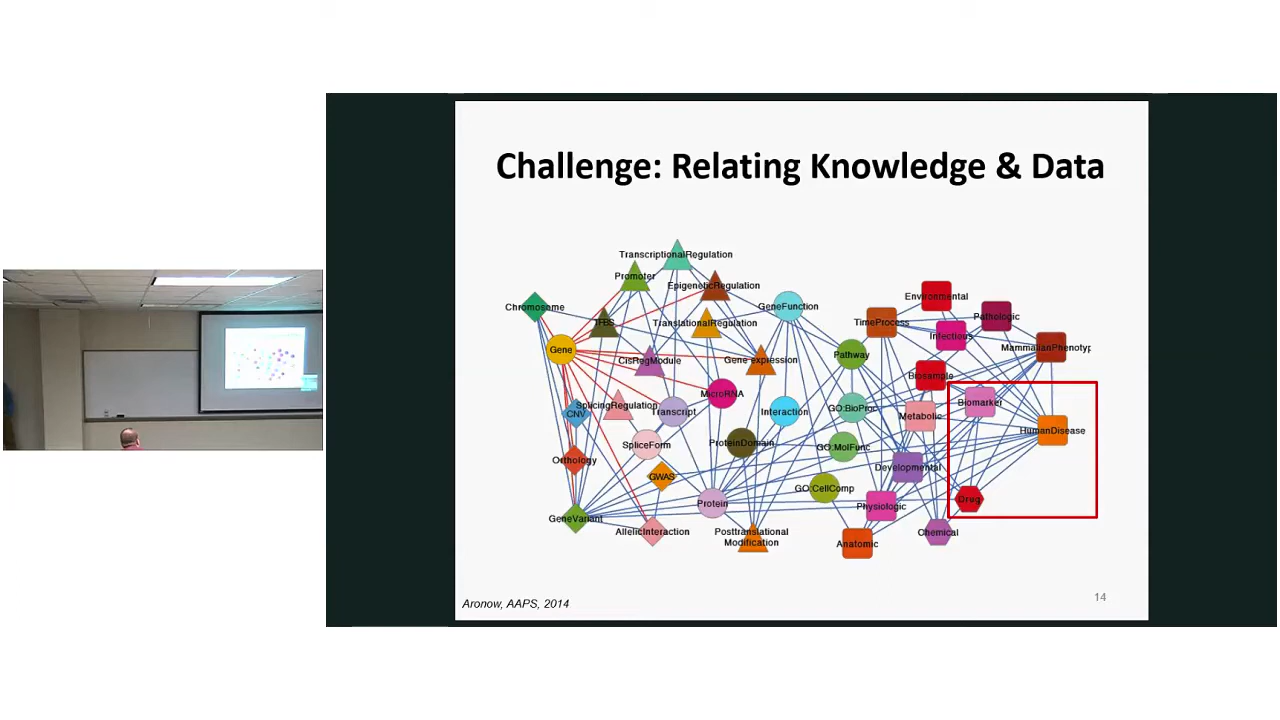 Challenge: Relating Knowledge & Data
TranscriptionalRegulation
Promoter
EpigeneticRegulation
Environmental
Chromosome
GeneFunction
Pathologic
TFBS
TranslationalRegulation
TimeProcess
Infectious
Gene
CisRegModule
Gene expression
Pathway
MammalianPhenotyp
Biosample
MicroRNA
SplicingRegulation
Biomarker
CNV
Transcript
Interaction
GO:BioProc
Metabolic
HumanDisease
SpliceForm
ProteinDomain
GO:MolFunc
Orthology
GWAS
Developmental
GO:CellComp
Protein
Physiologic
Drug
GeneVariant
AllelicInteraction
Posttranslational
Modification
Anatomic
Chemical
Aronow, AAPS, 2014
14